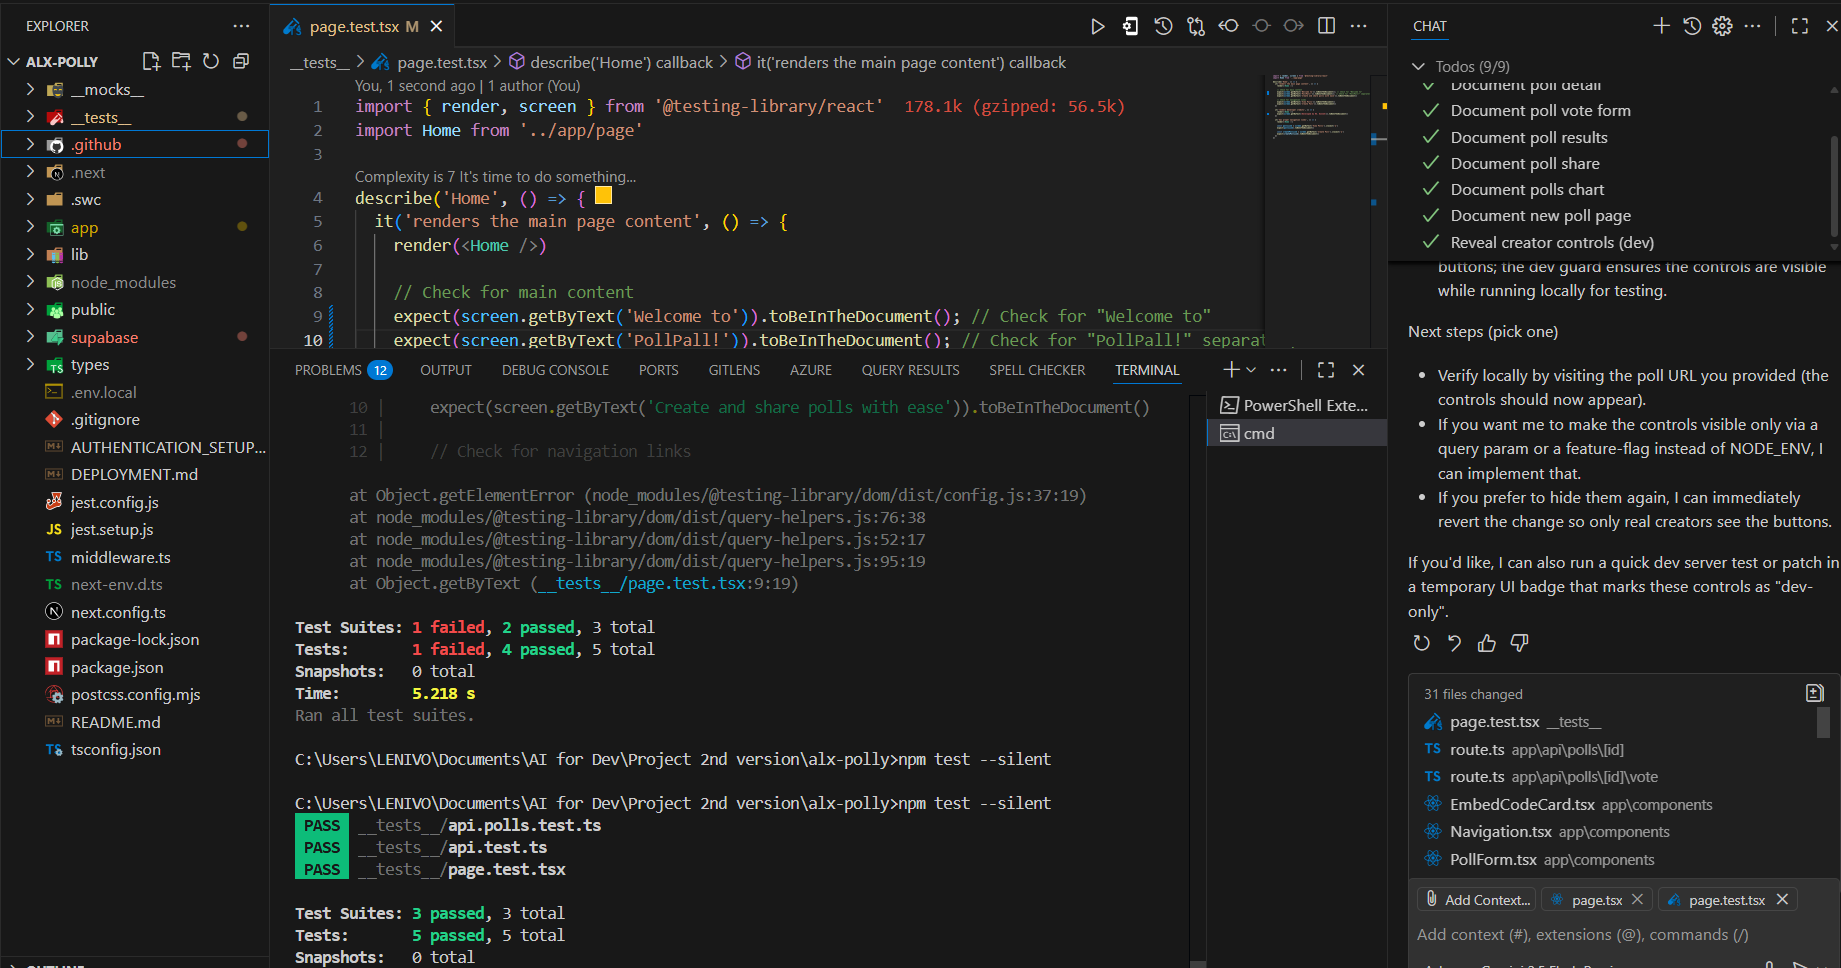 EXPLORER
ALX-POLLY
__mocks__
__tests__
.github
.next
.swc
app
lib
node_modules
public
supabase
types
.env.local
.gitignore
AUTHENTICATION_SETUP...
DEPLOYMENT.md
jest.config.js
jest.setup.js
middleware.ts
next-env.d.ts
next.config.ts
package-lock.json
package.json
postcss.config.mjs
README.md
tsconfig.json
page.test.tsx M
__tests__ > page.test.tsx > describe('Home') callback > it('renders the main page content') callback
You, 1 second ago | 1 author (You)
1 import { render, screen } from '@testing-library/react' 178.1k (gzipped: 56.5k)
2 import Home from '../app/page'
3
Complexity is 7 It's time to do something...
4 describe('Home', () => {
5 it('renders the main page content', () => {
6 render(<Home />)
7
8 // Check for main content
9 expect(screen.getByText('Welcome to')).toBeInTheDocument(); // Check for "Welcome to"
10 expect(screen.getByText('PollPall!')).toBeInTheDocument(); // Check for "PollPall!" separat
PROBLEMS 12 OUTPUT DEBUG CONSOLE PORTS GITLENS AZURE QUERY RESULTS SPELL CHECKER TERMINAL
10 | expect(screen.getByText('Create and share polls with ease')).toBeInTheDocument()
11 |
12 | // Check for navigation links
at Object.getElementError (node_modules/@testing-library/dom/dist/config.js:37:19)
at node_modules/@testing-library/dom/dist/query-helpers.js:76:38
at node_modules/@testing-library/dom/dist/query-helpers.js:52:17
at node_modules/@testing-library/dom/dist/query-helpers.js:95:19
at Object.getByText (__tests__/page.test.tsx:9:19)
Test Suites: 1 failed, 2 passed, 3 total
Tests: 1 failed, 4 passed, 5 total
Snapshots: 0 total
Time: 5.218 s
Ran all test suites.
C:\Users\LENIVO\Documents\AI for Dev\Project 2nd version\alx-polly>npm test --silent
C:\Users\LENIVO\Documents\AI for Dev\Project 2nd version\alx-polly>npm test --silent
PASS __tests__/api.polls.test.ts
PASS __tests__/api.test.ts
PASS __tests__/page.test.tsx
Test Suites: 3 passed, 3 total
Tests: 5 passed, 5 total
Snapshots: 0 total
PowerShell Exte...
cmd
CHAT
Todos (9/9)
Document poll detail
Document poll vote form
Document poll results
Document poll share
Document polls chart
Document new poll page
Reveal creator controls (dev)
buttons; the dev guard ensures the controls are visible
while running locally for testing.
Next steps (pick one)
• Verify locally by visiting the poll URL you provided (the
controls should now appear).
• If you want me to make the controls visible only via a
query param or a feature-flag instead of NODE_ENV, I
can implement that.
• If you prefer to hide them again, I can immediately
revert the change so only real creators see the buttons.
If you'd like, I can also run a quick dev server test or patch in
a temporary UI badge that marks these controls as "dev-
only".
31 files changed
page.test.tsx __tests__
route.ts app\api\polls\[id]
route.ts app\api\polls\[id]\vote
EmbedCodeCard.tsx app\components
Navigation.tsx app\components
PollForm.tsx app\components
Add Context... page.tsx page.test.tsx
Add context (#), extensions (@), commands (/)